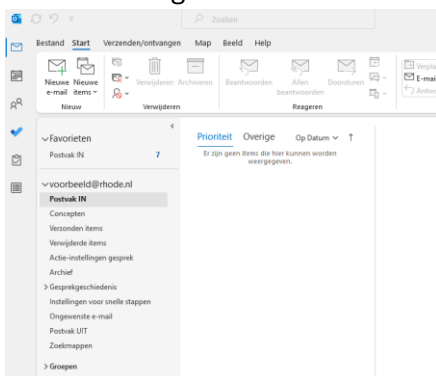 Zoeken
Bestand Start Verzenden/ontvangen Map Beeld Help
Nieuwe e-mail
Nieuwe items
Verwijderen Archiveren
Beantwoorden
Allen beantwoorden
Doorsturen
E-mai
Antwo
Nieuw Verwijderen Reageren
Favorieten
Postvak IN 7
Prioriteit Overige Op Datum
Er zijn geen items die hier kunnen worden
weergegeven.
voorbeeld@rhode.nl
Postvak IN
Concepten
Verzonden items
Verwijderde items
Actie-instellingen gesprek
Archief
Gesprekgeschiedenis
Instellingen voor snelle stappen
Ongewenste e-mail
Postvak UIT
Zoekmappen
Groepen